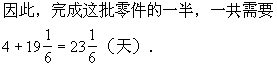 因此，完成这批零件的一半，一共需要
4 + 19 1/6 = 23 1/6（天）.